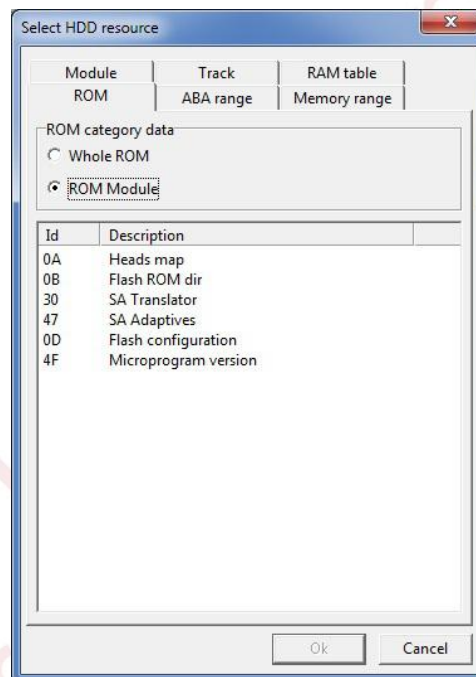 Select HDD resource
Module Track RAM table
ROM ABA range Memory range
ROM category data
Whole ROM
ROM Module
Id Description
0A Heads map
0B Flash ROM dir
30 SA Translator
47 SA Adaptives
0D Flash configuration
4F Microprogram version
Ok Cancel